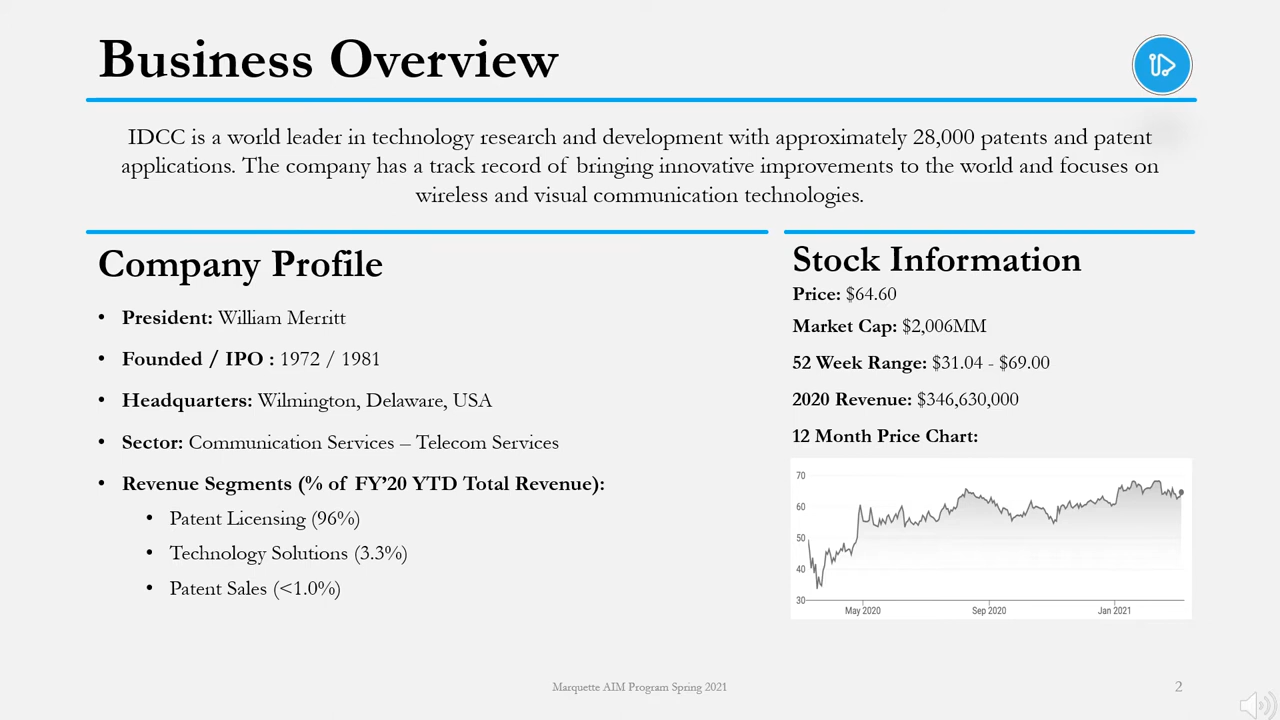 Business Overview
IDCC is a world leader in technology research and development with approximately 28,000 patents and patent
applications. The company has a track record of bringing innovative improvements to the world and focuses on
wireless and visual communication technologies.
Company Profile
• President: William Merritt
• Founded / IPO : 1972 / 1981
• Headquarters: Wilmington, Delaware, USA
• Sector: Communication Services – Telecom Services
• Revenue Segments (% of FY’20 YTD Total Revenue):
• Patent Licensing (96%)
• Technology Solutions (3.3%)
• Patent Sales (<1.0%)
Stock Information
Price: $64.60
Market Cap: $2,006MM
52 Week Range: $31.04 - $69.00
2020 Revenue: $346,630,000
12 Month Price Chart:
70
60
50
40
30
May 2020 Sep 2020 Jan 2021
Marquette AIM Program Spring 2021
2